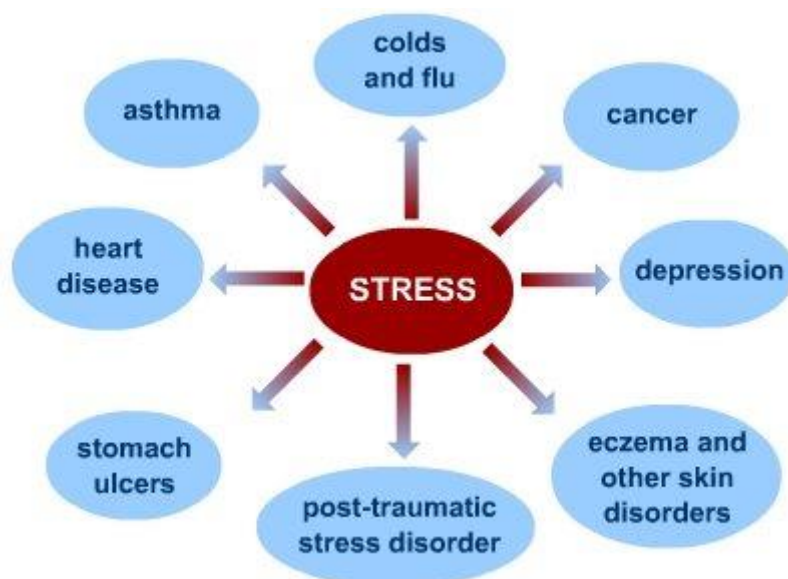 colds
and flu
asthma
cancer
heart
disease
STRESS
depression
stomach
ulcers
post-traumatic
stress disorder
eczema and
other skin
disorders